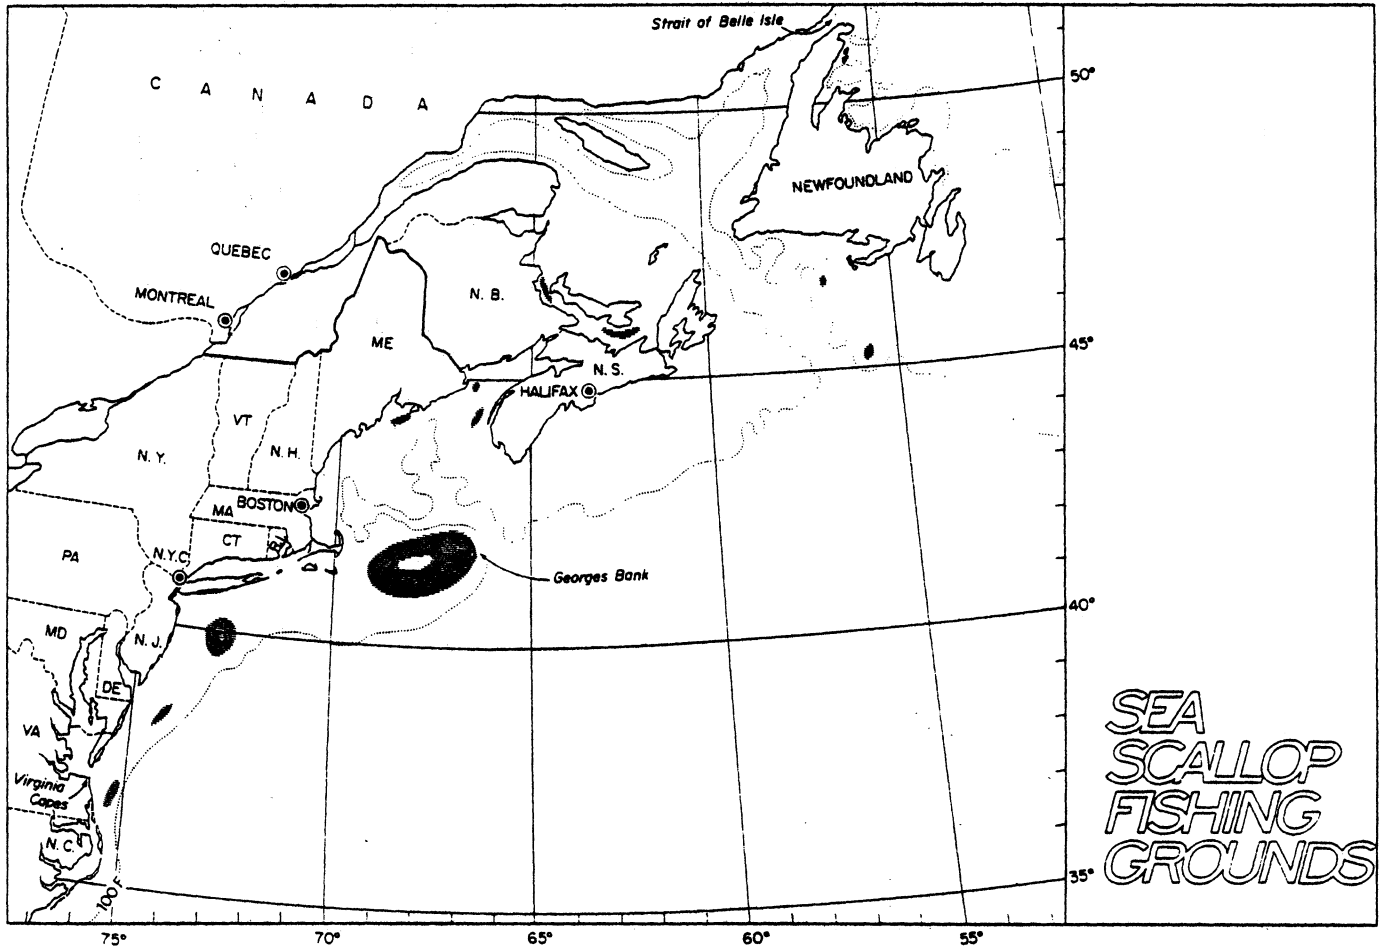 Strait of Belle Isle
CANADA
50°
NEWFOUNDLAND
QUEBEC
MONTREAL
N. B.
ME
45°
N. S.
HALIFAX
VT
N. H.
N. Y.
BOSTON
MA
CT
R.I.
PA
N.Y.C.
Georges Bank
40°
MD
N. J.
DE
VA
Virginia
Capes
N. C.
100 F
35°
SEA
SCALLOP
FISHING
GROUNDS
75°
70°
65°
60°
55°